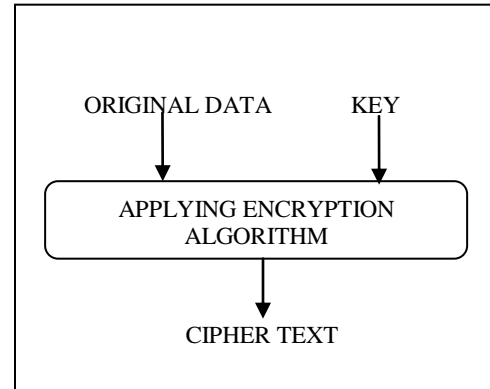 ORIGINAL DATA KEY
APPLYING ENCRYPTION
ALGORITHM
CIPHER TEXT